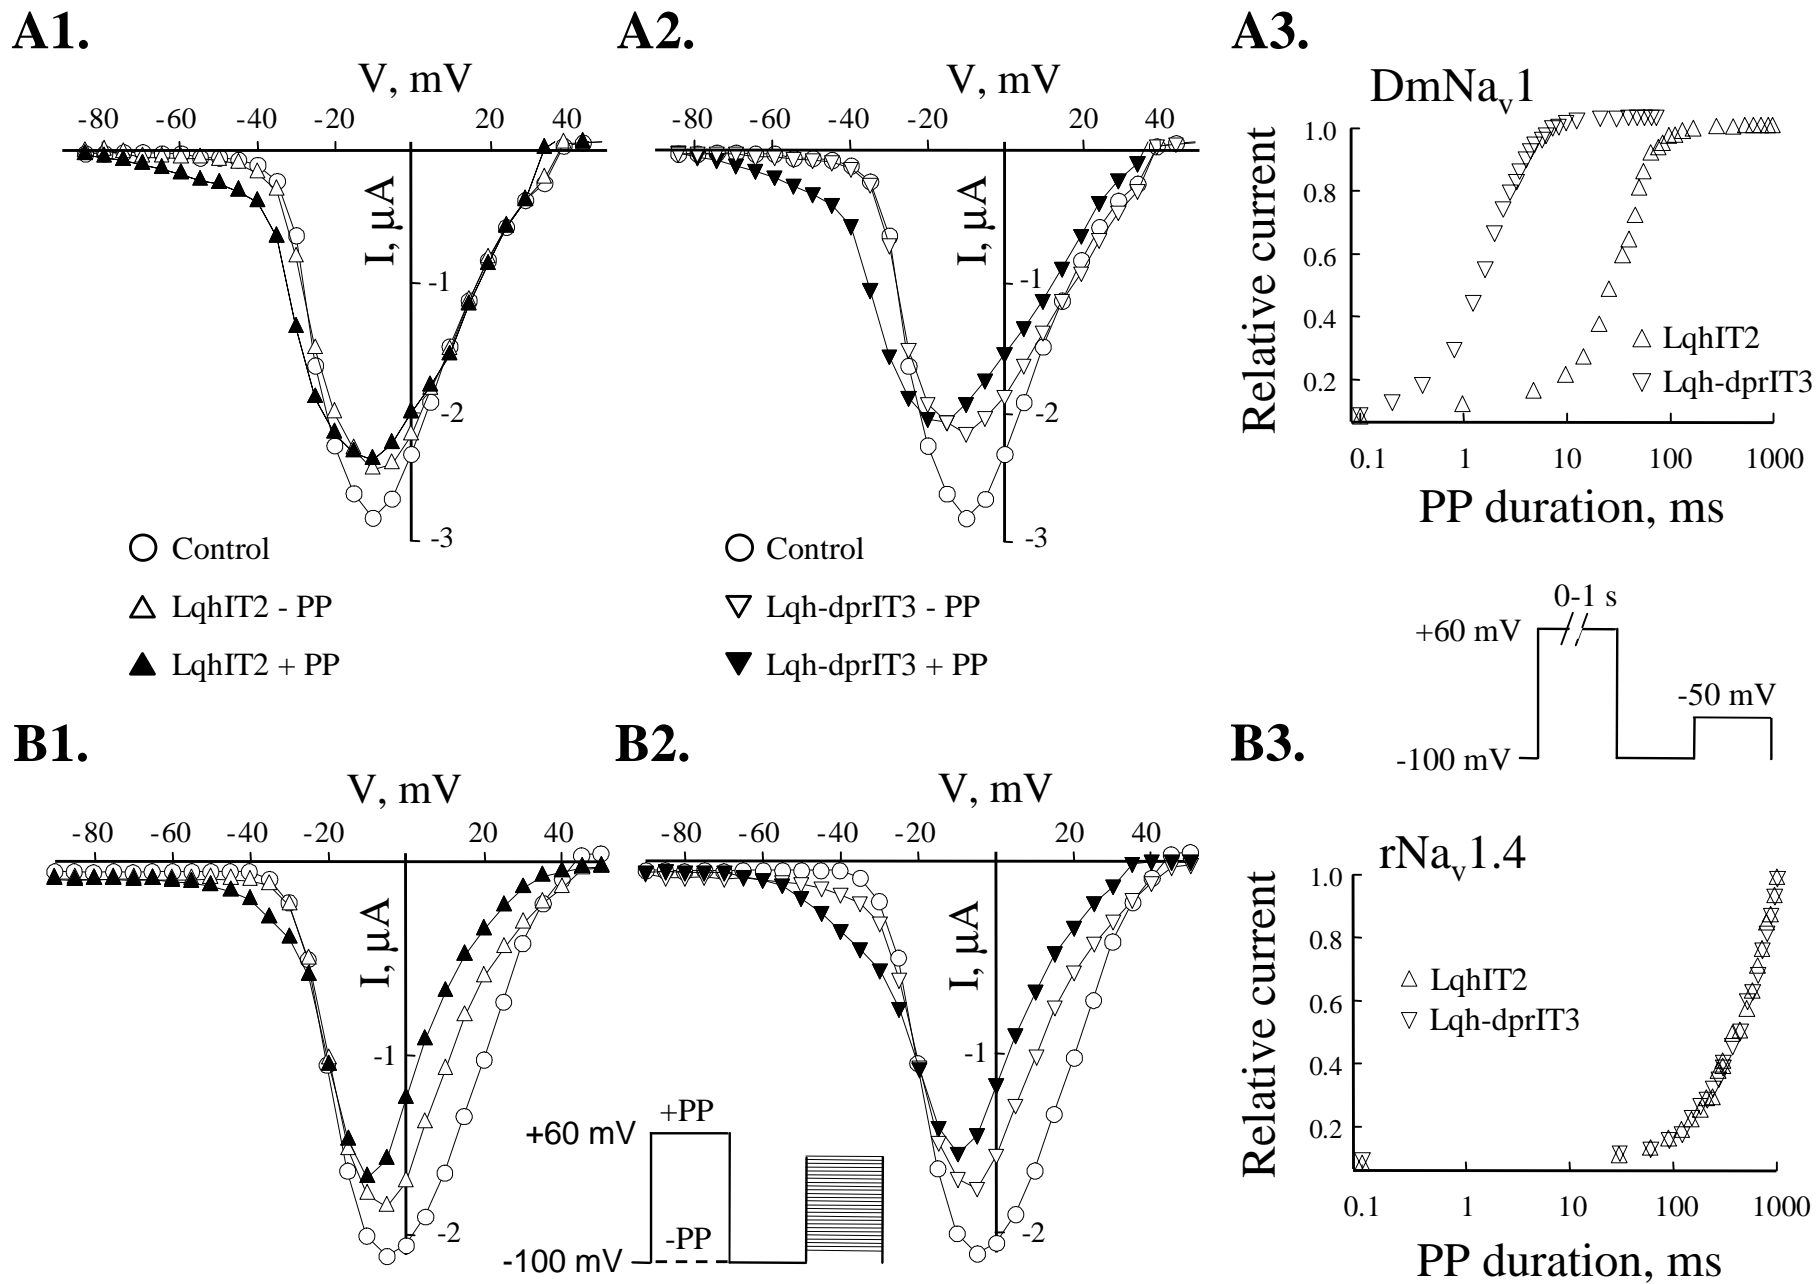 A1.
V, mV
-80 -60 -40 -20 20 40
I, µA
-1
-2
-3
Control
LqhIT2 - PP
LqhIT2 + PP
A2.
V, mV
-80 -60 -40 -20 20 40
I, µA
-1
-2
-3
Control
Lqh-dprIT3 - PP
Lqh-dprIT3 + PP
A3.
DmNav1
Relative current
1.0
0.8
0.6
0.4
0.2
LqhIT2
Lqh-dprIT3
0.1 1 10 100 1000
PP duration, ms
0-1 s
+60 mV
-50 mV
-100 mV
B1.
V, mV
-80 -60 -40 -20 20 40
I, µA
-1
-2
+60 mV
+PP
-PP
-100 mV
B2.
V, mV
-80 -60 -40 -20 20 40
I, µA
-1
-2
B3.
rNav1.4
Relative current
1.0
0.8
0.6
0.4
0.2
LqhIT2
Lqh-dprIT3
0.1 1 10 100 1000
PP duration, ms